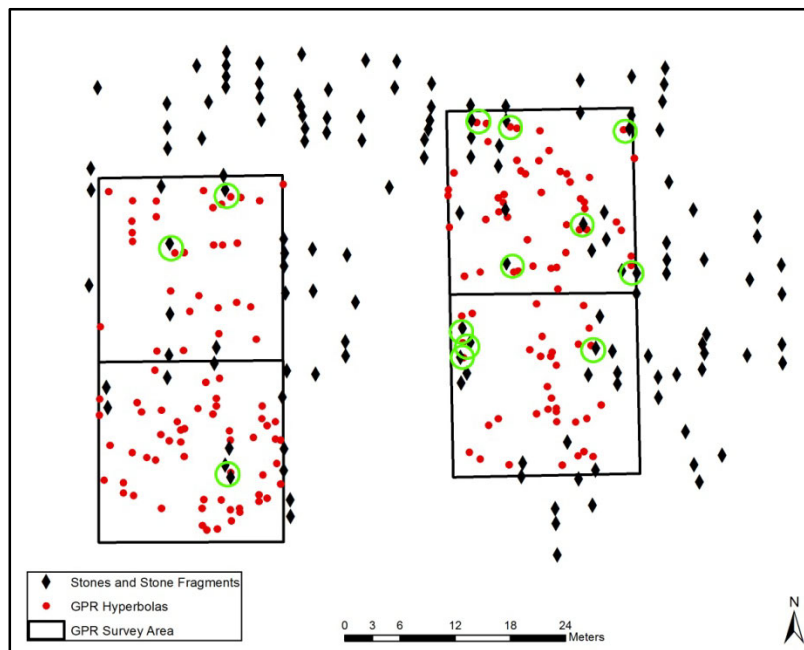 N
Stones and Stone Fragments
GPR Hyperbolas
GPR Survey Area
0 3 6 12 18 24
Meters